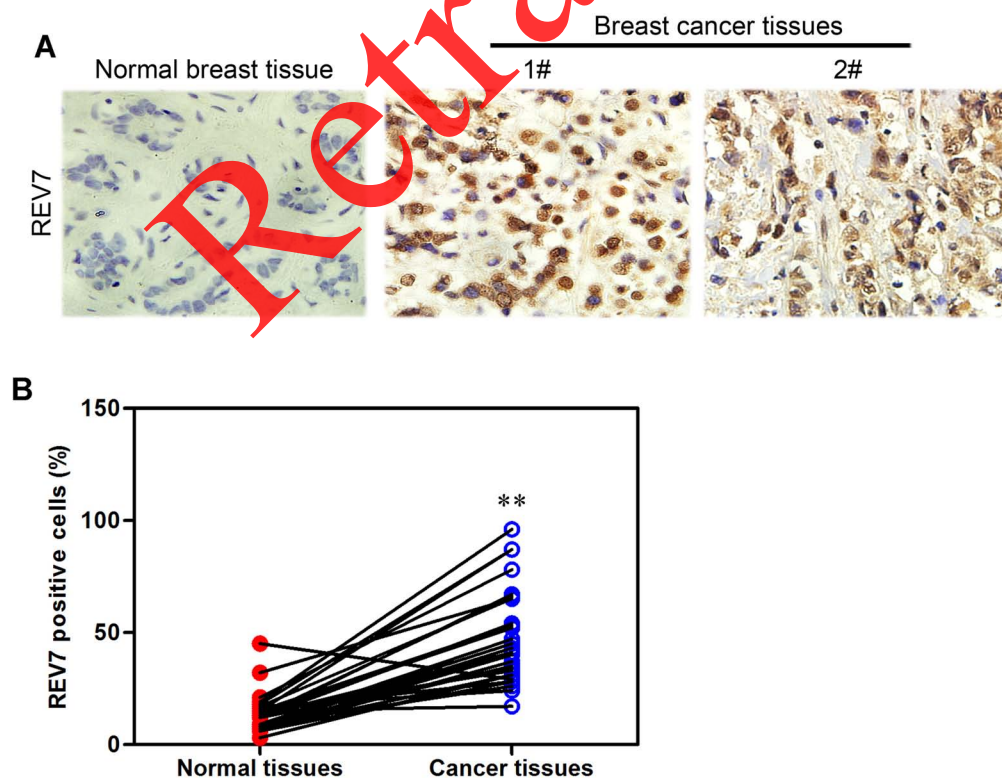 Breast cancer tissues
A
Normal breast tissue
1#
2#
REV7
Retra
B
150
**
100
50
0
REV7 positive cells (%)
Normal tissues
Cancer tissues